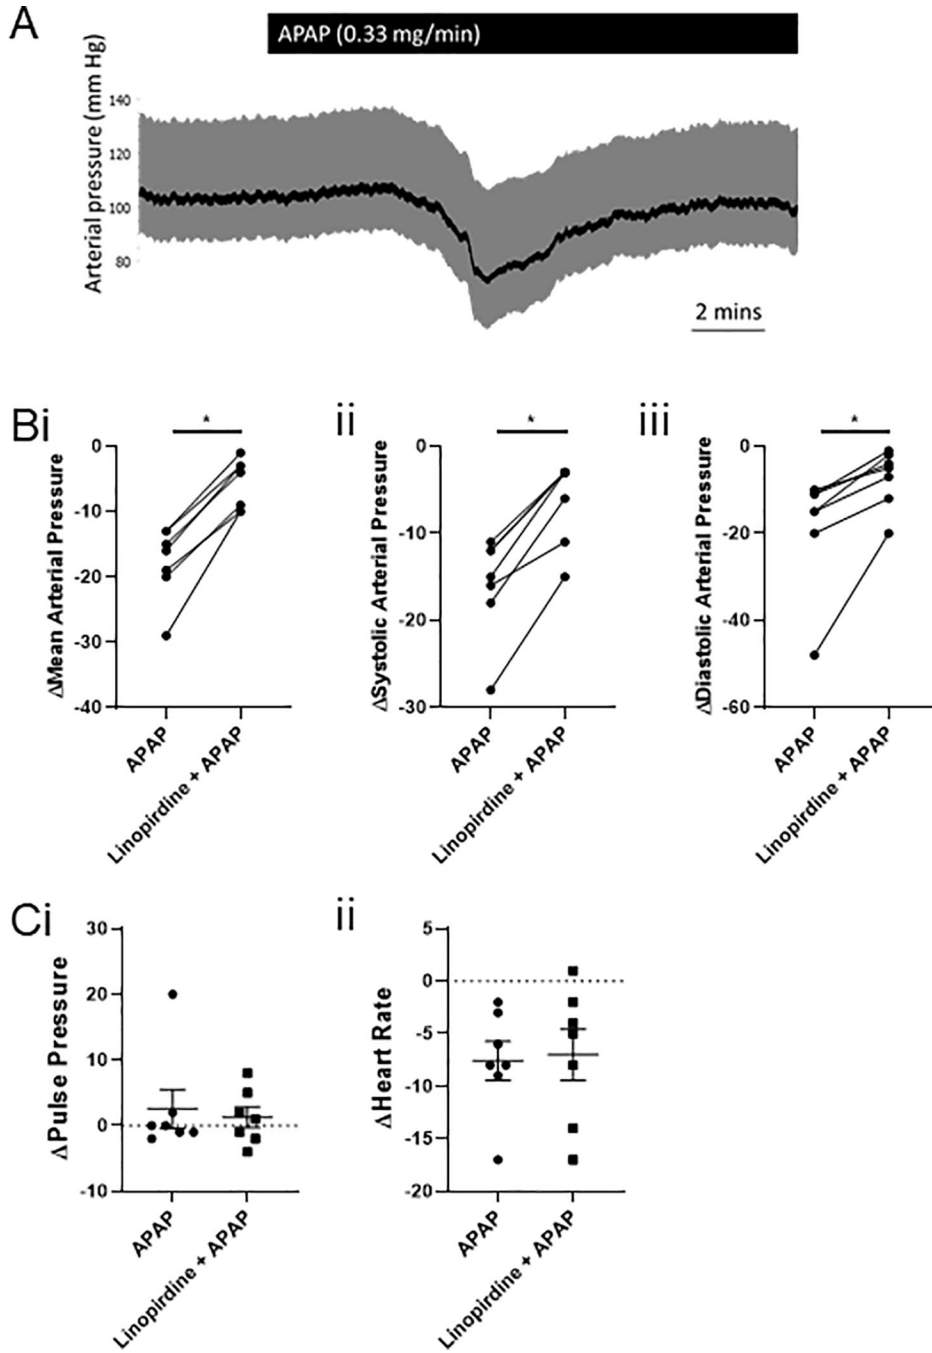 A
APAP (0.33 mg/min)
Arterial pressure (mm Hg)
140
120
100
80
2 mins
Bi
ΔMean Arterial Pressure
0
-10
-20
-30
-40
*
APAP
Linopirdine + APAP
ii
ΔSystolic Arterial Pressure
0
-10
-20
-30
*
APAP
Linopirdine + APAP
iii
ΔDiastolic Arterial Pressure
0
-20
-40
-60
*
APAP
Linopirdine + APAP
Ci
ΔPulse Pressure
30
20
10
0
-10
APAP
Linopirdine + APAP
ii
ΔHeart Rate
5
0
-5
-10
-15
-20
APAP
Linopirdine + APAP